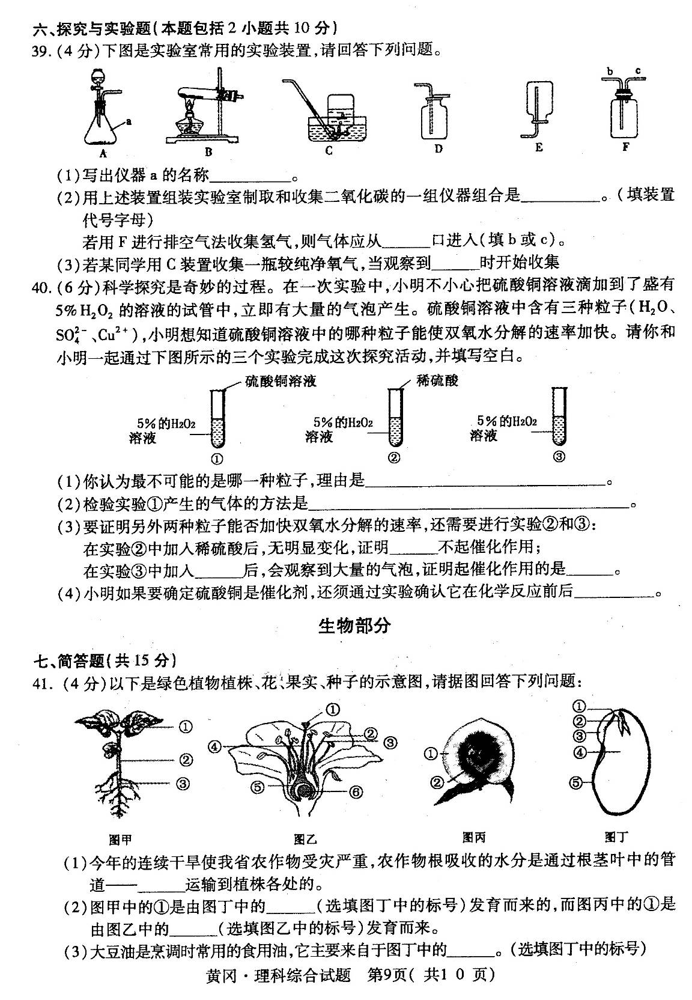 六、探究与实验题(本题包括2小题共10分)
39.(4分)下图是实验室常用的实验装置,请回答下列问题。
b c
a
A B C D E F
(1)写出仪器a的名称__________。
(2)用上述装置组装实验室制取和收集二氧化碳的一组仪器组合是__________。(填装置
代号字母)
若用F进行排空气法收集氢气,则气体应从______口进入(填b或c)。
(3)若某同学用C装置收集一瓶较纯净氧气,当观察到______时开始收集
40.(6分)科学探究是奇妙的过程。在一次实验中,小明不小心把硫酸铜溶液滴加到了盛有
5%H₂O₂的溶液的试管中,立即有大量的气泡产生。硫酸铜溶液中含有三种粒子(H₂O、
SO₄²⁻、Cu²⁺),小明想知道硫酸铜溶液中的哪种粒子能使双氧水分解的速率加快。请你和
小明一起通过下图所示的三个实验完成这次探究活动,并填写空白。
硫酸铜溶液 稀硫酸
5%的H2O2 5%的H2O2 5%的H2O2
溶液 溶液 溶液
① ② ③
(1)你认为最不可能的是哪一种粒子,理由是______________________________。
(2)检验实验①产生的气体的方法是________________________________________。
(3)要证明另外两种粒子能否加快双氧水分解的速率,还需要进行实验②和③:
在实验②中加入稀硫酸后,无明显变化,证明______不起催化作用;
在实验③中加入______后,会观察到大量的气泡,证明起催化作用的是______。
(4)小明如果要确定硫酸铜是催化剂,还须通过实验确认它在化学反应前后__________。
生物部分
七、简答题(共15分)
41.(4分)以下是绿色植物植株、花、果实、种子的示意图,请据图回答下列问题:
① ② ③
① ② ③ ④ ⑤ ⑥
① ②
① ② ③ ④ ⑤
图甲 图乙 图丙 图丁
(1)今年的连续干旱使我省农作物受灾严重,农作物根吸收的水分是通过根茎叶中的管
道——______运输到植株各处的。
(2)图甲中的①是由图丁中的______(选填图丁中的标号)发育而来的,而图丙中的①是
由图乙中的______(选填图乙中的标号)发育而来。
(3)大豆油是烹调时常用的食用油,它主要来自于图丁中的______。(选填图丁中的标号)
黄冈·理科综合试题 第9页(共10页)